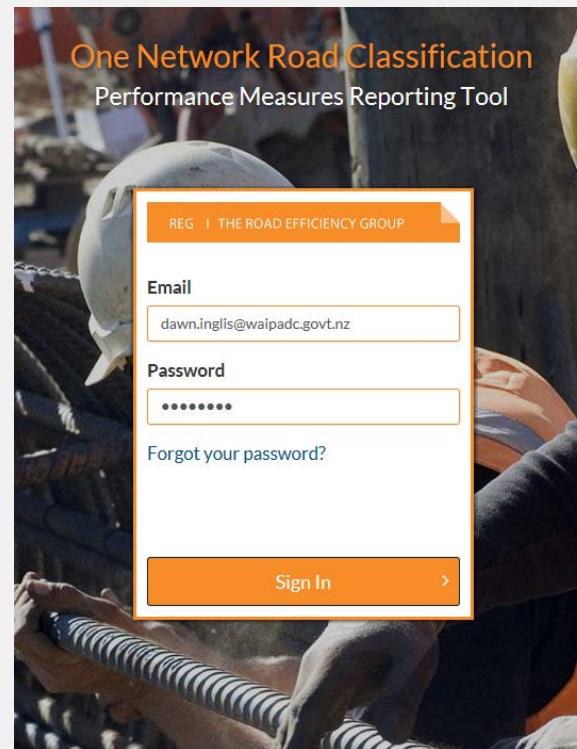 One Network Road Classification
Performance Measures Reporting Tool
REG | THE ROAD EFFICIENCY GROUP
Email
dawn.inglis@waipadc.govt.nz
Password
••••••••
Forgot your password?
Sign In